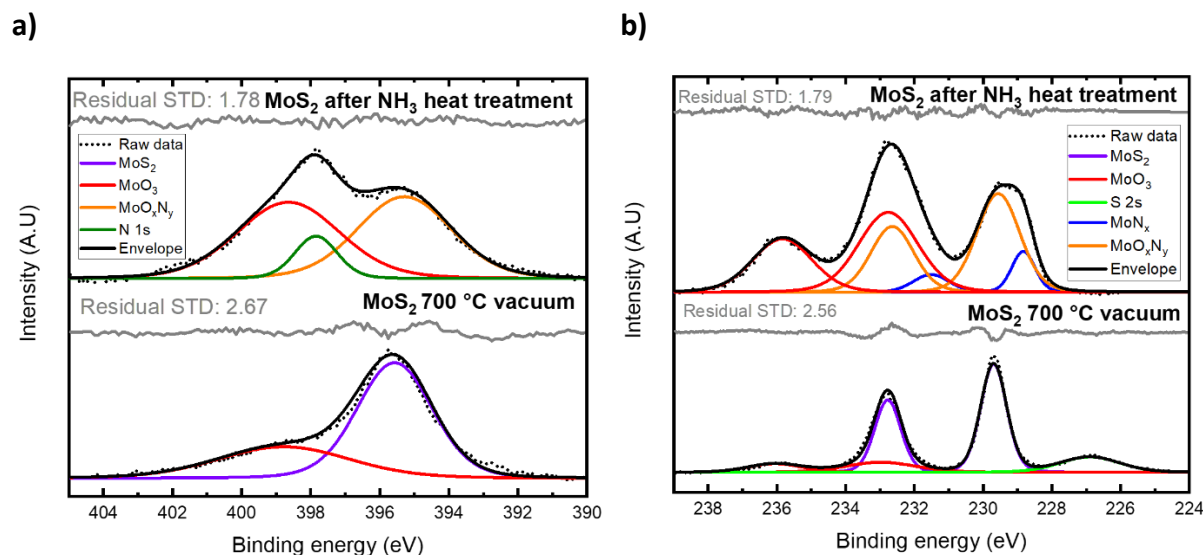 a)
Residual STD: 1.78 MoS₂ after NH₃ heat treatment
Raw data
MoS₂
MoO₃
MoOₓNᵧ
N 1s
Envelope
Residual STD: 2.67
MoS₂ 700 °C vacuum
Intensity (A.U)
404 402 400 398 396 394 392 390
Binding energy (eV)
b)
Residual STD: 1.79
MoS₂ after NH₃ heat treatment
Raw data
MoS₂
MoO₃
S 2s
MoNₓ
MoOₓNᵧ
Envelope
Residual STD: 2.56
MoS₂ 700 °C vacuum
Intensity (A.U)
238 236 234 232 230 228 226 224
Binding energy (eV)